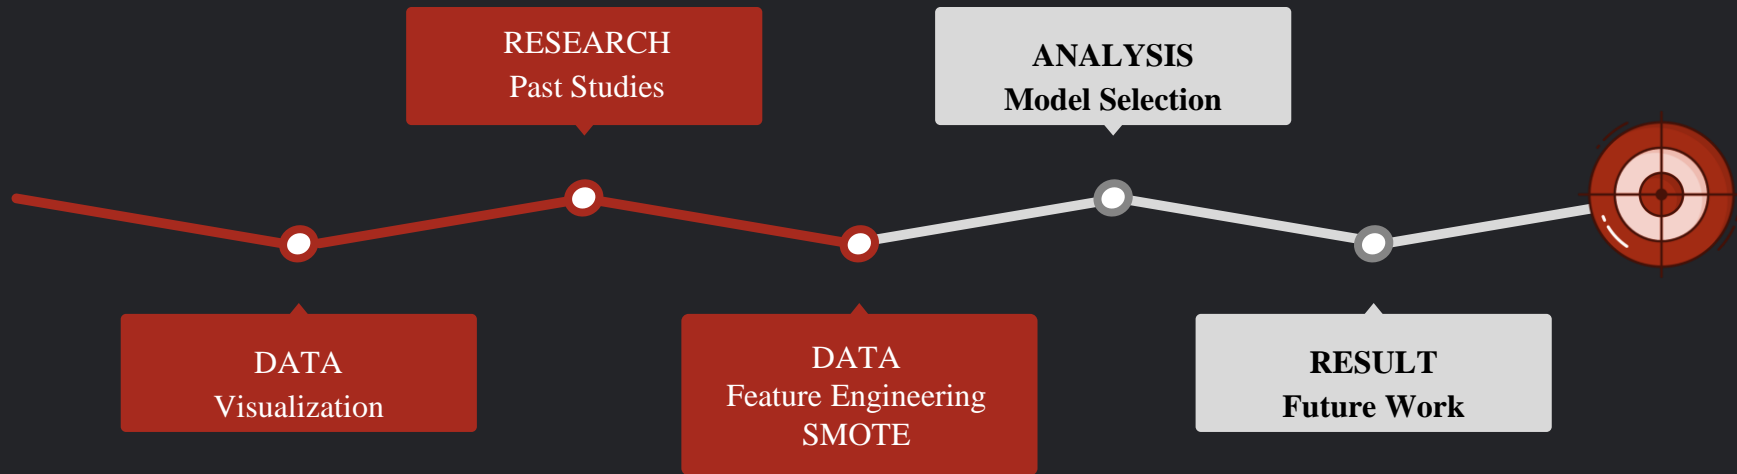 RESEARCH
Past Studies
ANALYSIS
Model Selection
DATA
Visualization
DATA
Feature Engineering
SMOTE
RESULT
Future Work